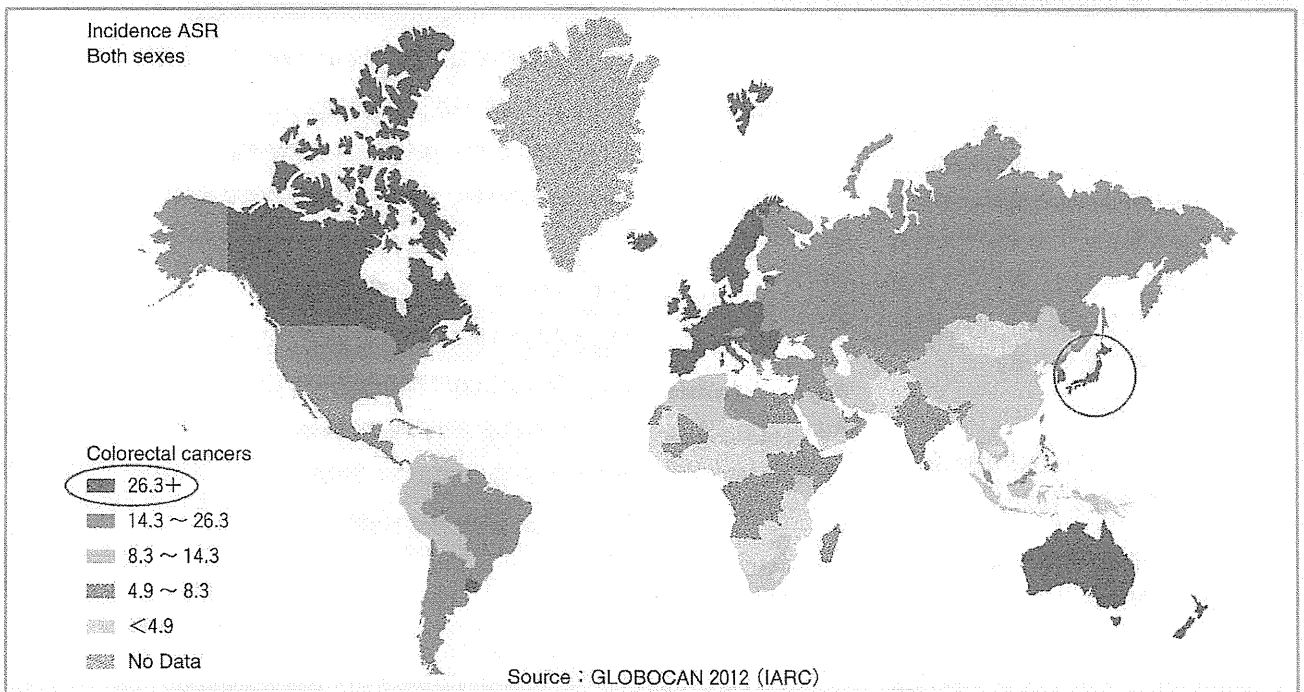 Incidence ASR
Both sexes
Colorectal cancers
26.3＋
14.3 ～ 26.3
8.3 ～ 14.3
4.9 ～ 8.3
＜4.9
No Data
Source：GLOBOCAN 2012（IARC）